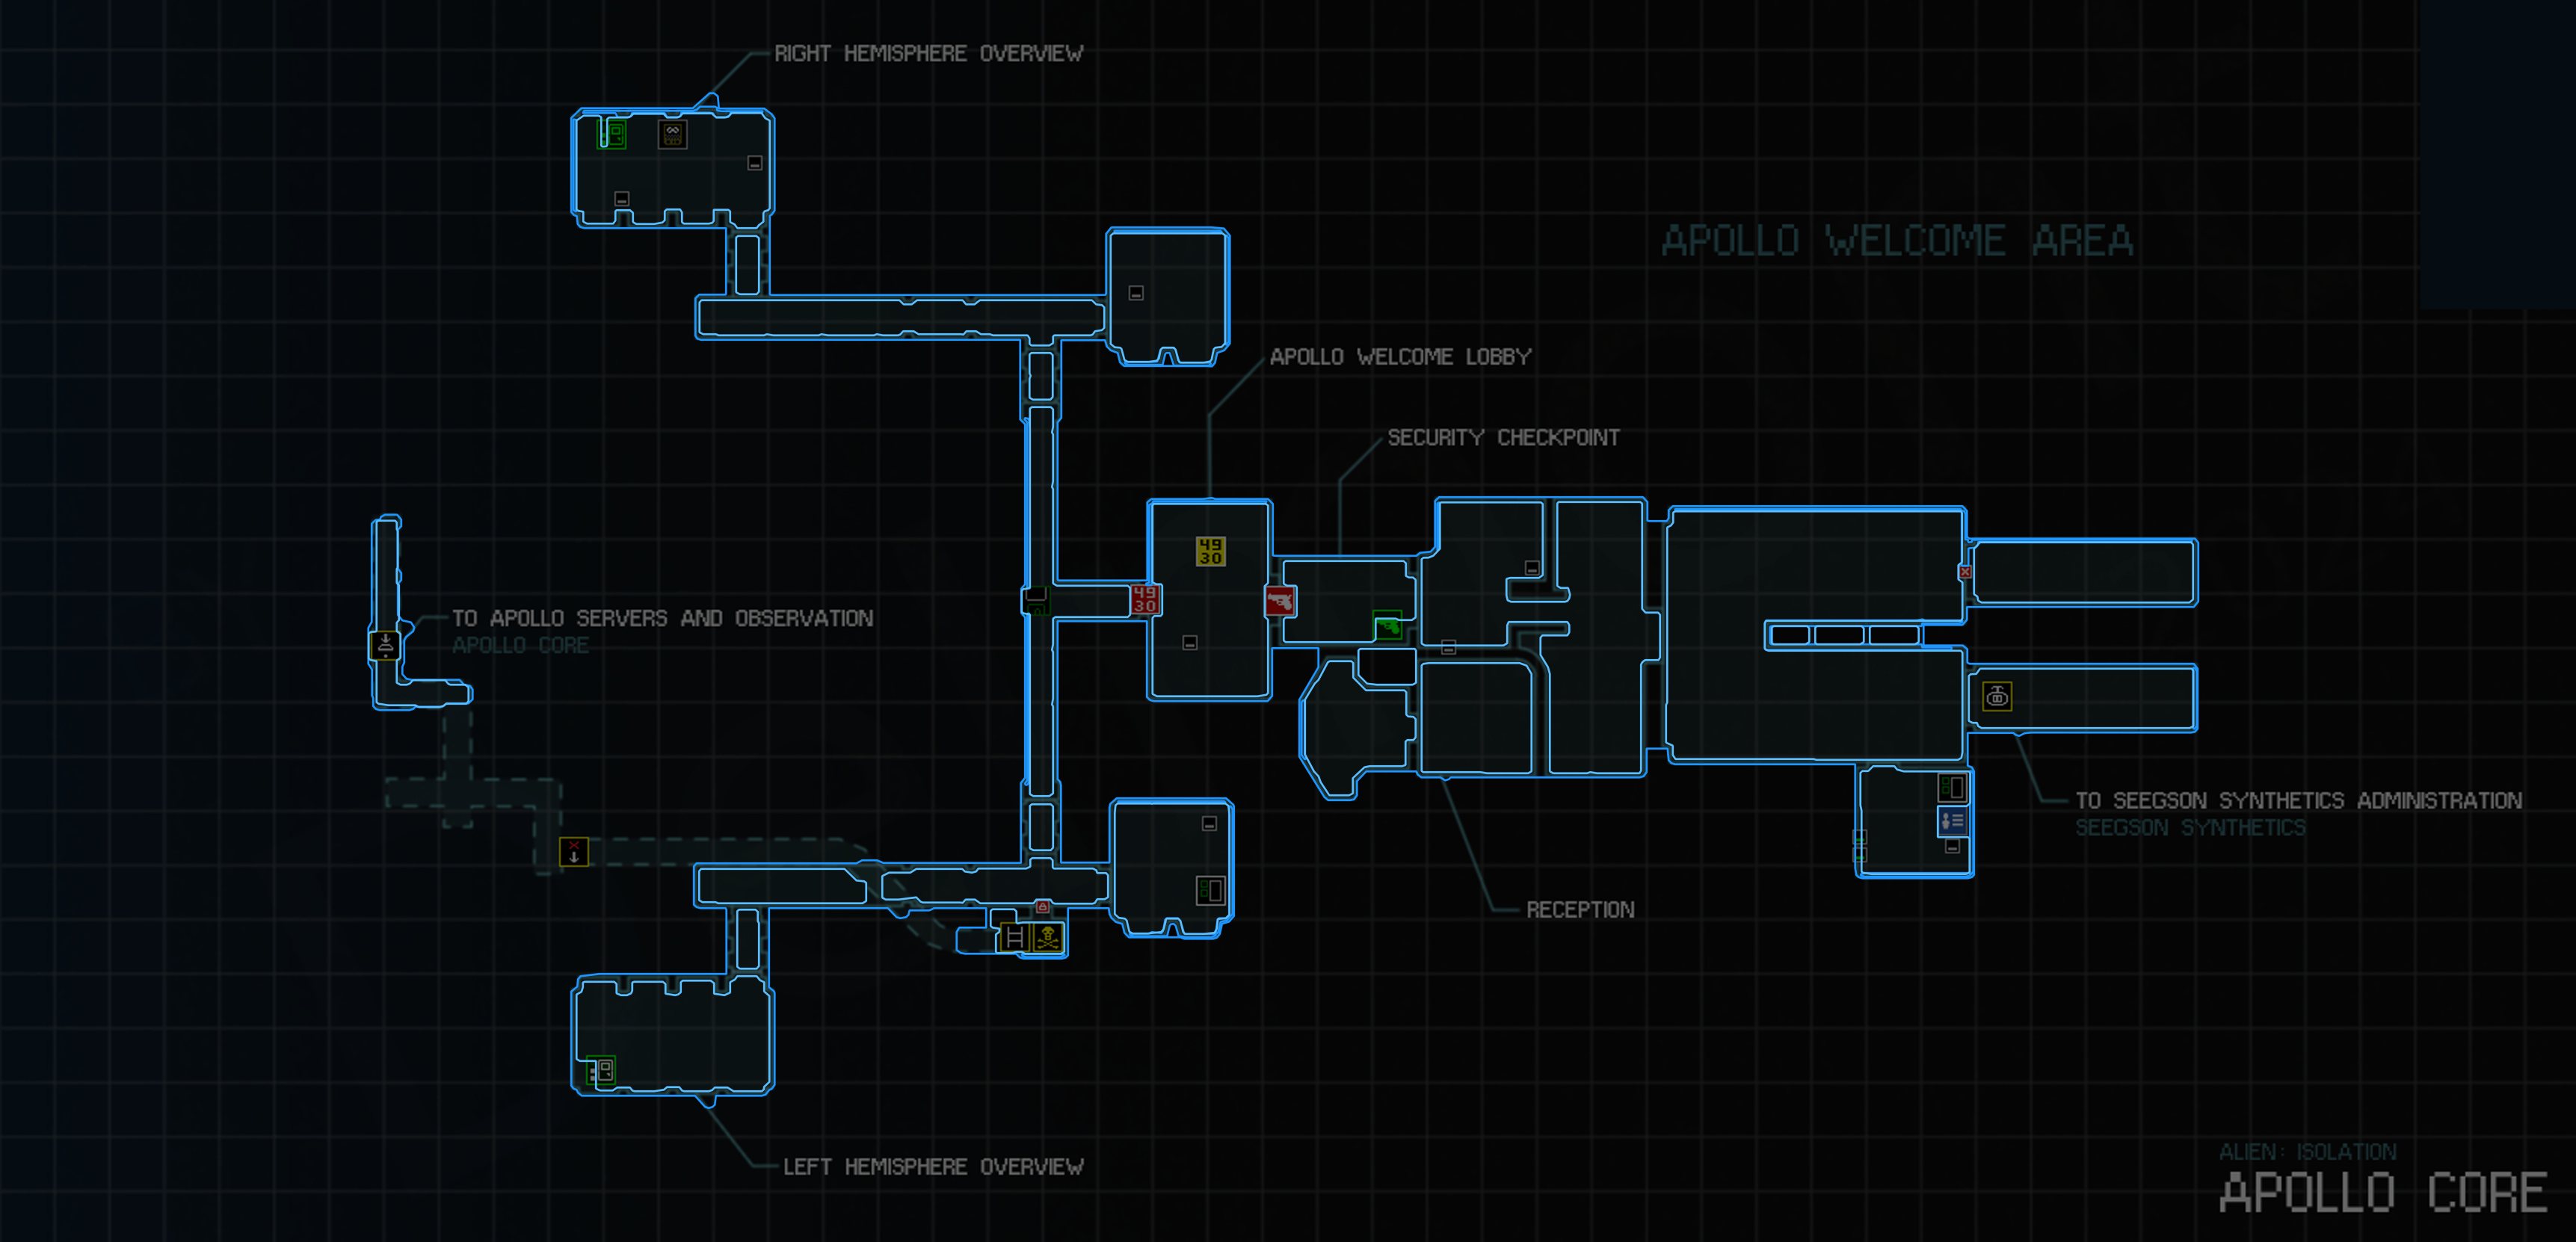 RIGHT HEMISPHERE OVERVIEW
APOLLO WELCOME AREA
APOLLO WELCOME LOBBY
SECURITY CHECKPOINT
49
30
49
30
TO APOLLO SERVERS AND OBSERVATION
APOLLO CORE
TO SEEGSON SYNTHETICS ADMINISTRATION
SEEGSON SYNTHETICS
RECEPTION
LEFT HEMISPHERE OVERVIEW
ALIEN: ISOLATION
APOLLO CORE